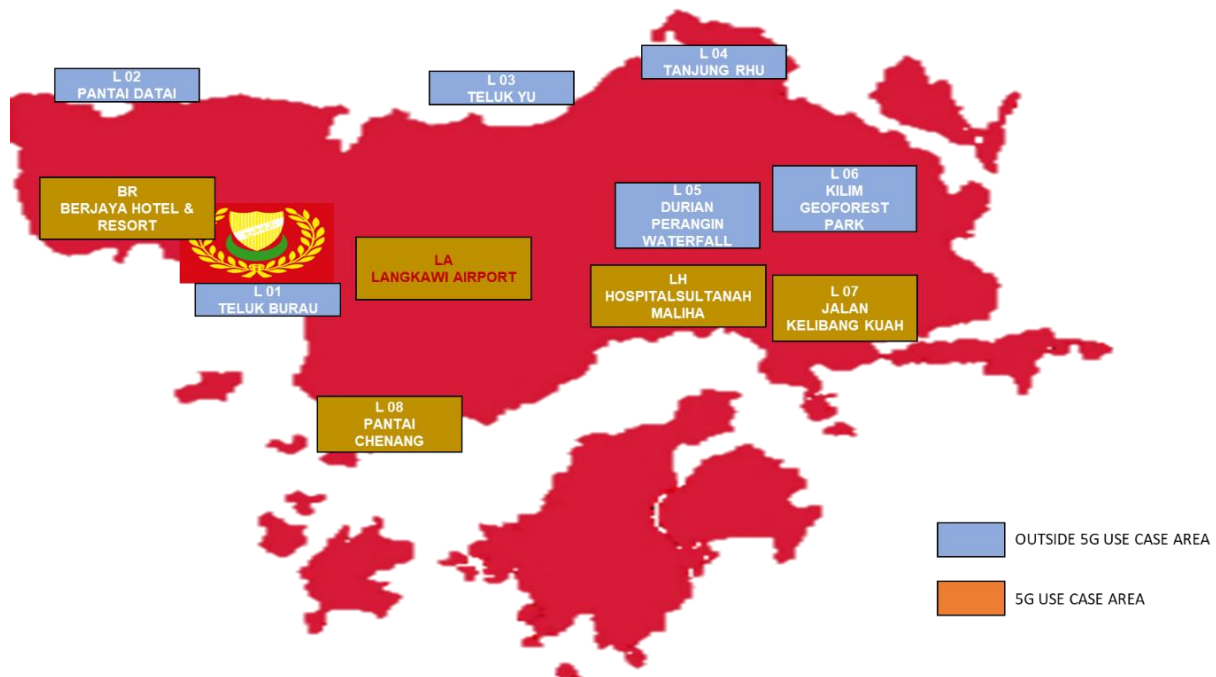 L 02
PANTAI DATAI
L 03
TELUK YU
L 04
TANJUNG RHU
BR
BERJAYA HOTEL &
RESORT
L 05
DURIAN
PERANGIN
WATERFALL
L 06
KILIM
GEOFOREST
PARK
LA
LANGKAWI AIRPORT
L 01
TELUK BURAU
LH
HOSPITALSULTANAH
MALIHA
L 07
JALAN
KELIBANG KUAH
L 08
PANTAI
CHENANG
OUTSIDE 5G USE CASE AREA
5G USE CASE AREA